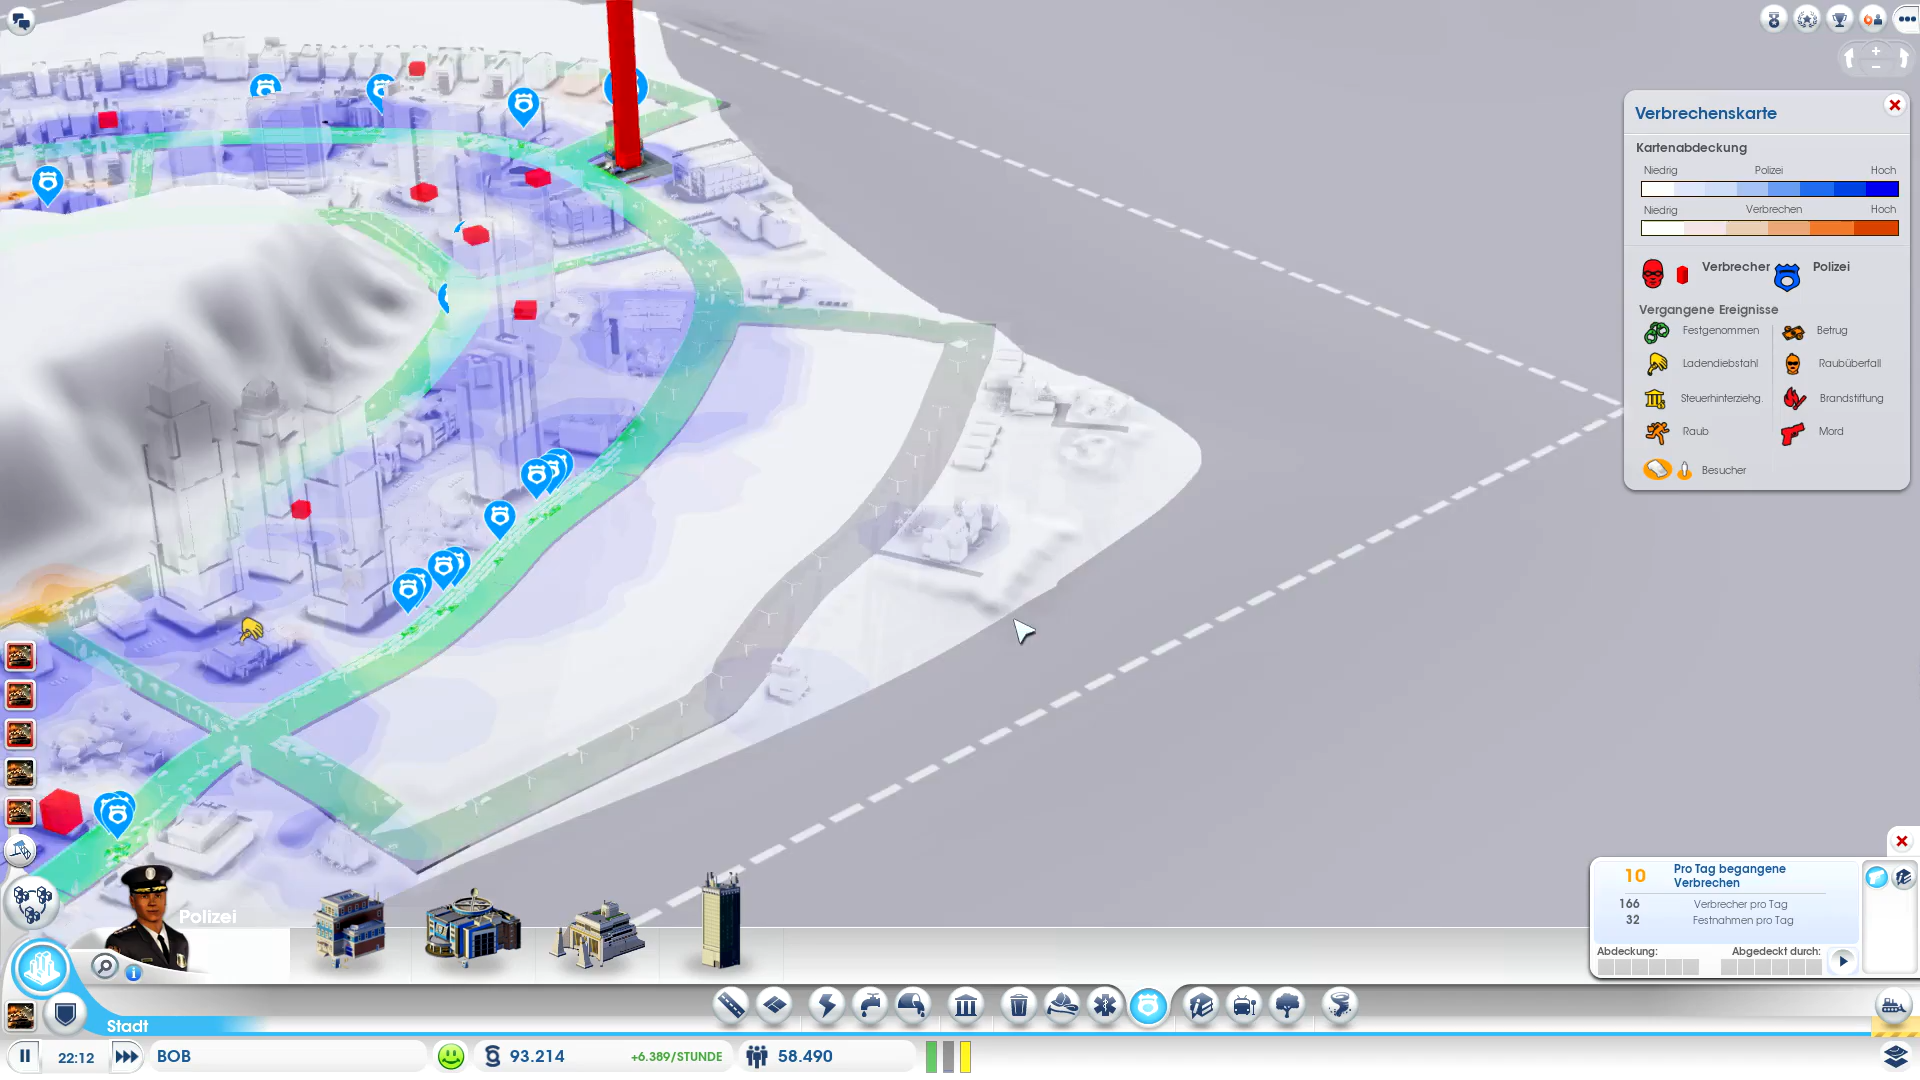 Verbrechenskarte
Kartenabdeckung
Niedrig Polizei Hoch
Niedrig Verbrechen Hoch
Verbrecher Polizei
Vergangene Ereignisse
Festgenommen Betrug
Ladendiebstahl Raubüberfall
Steuerhinterziehg. Brandstiftung
Raub Mord
Besucher
10 Pro Tag begangene
Verbrechen
166 Verbrecher pro Tag
32 Festnahmen pro Tag
Abdeckung: Abgedeckt durch:
Polizei
Stadt
22:12 BOB 93.214 +6.389/STUNDE 58.490